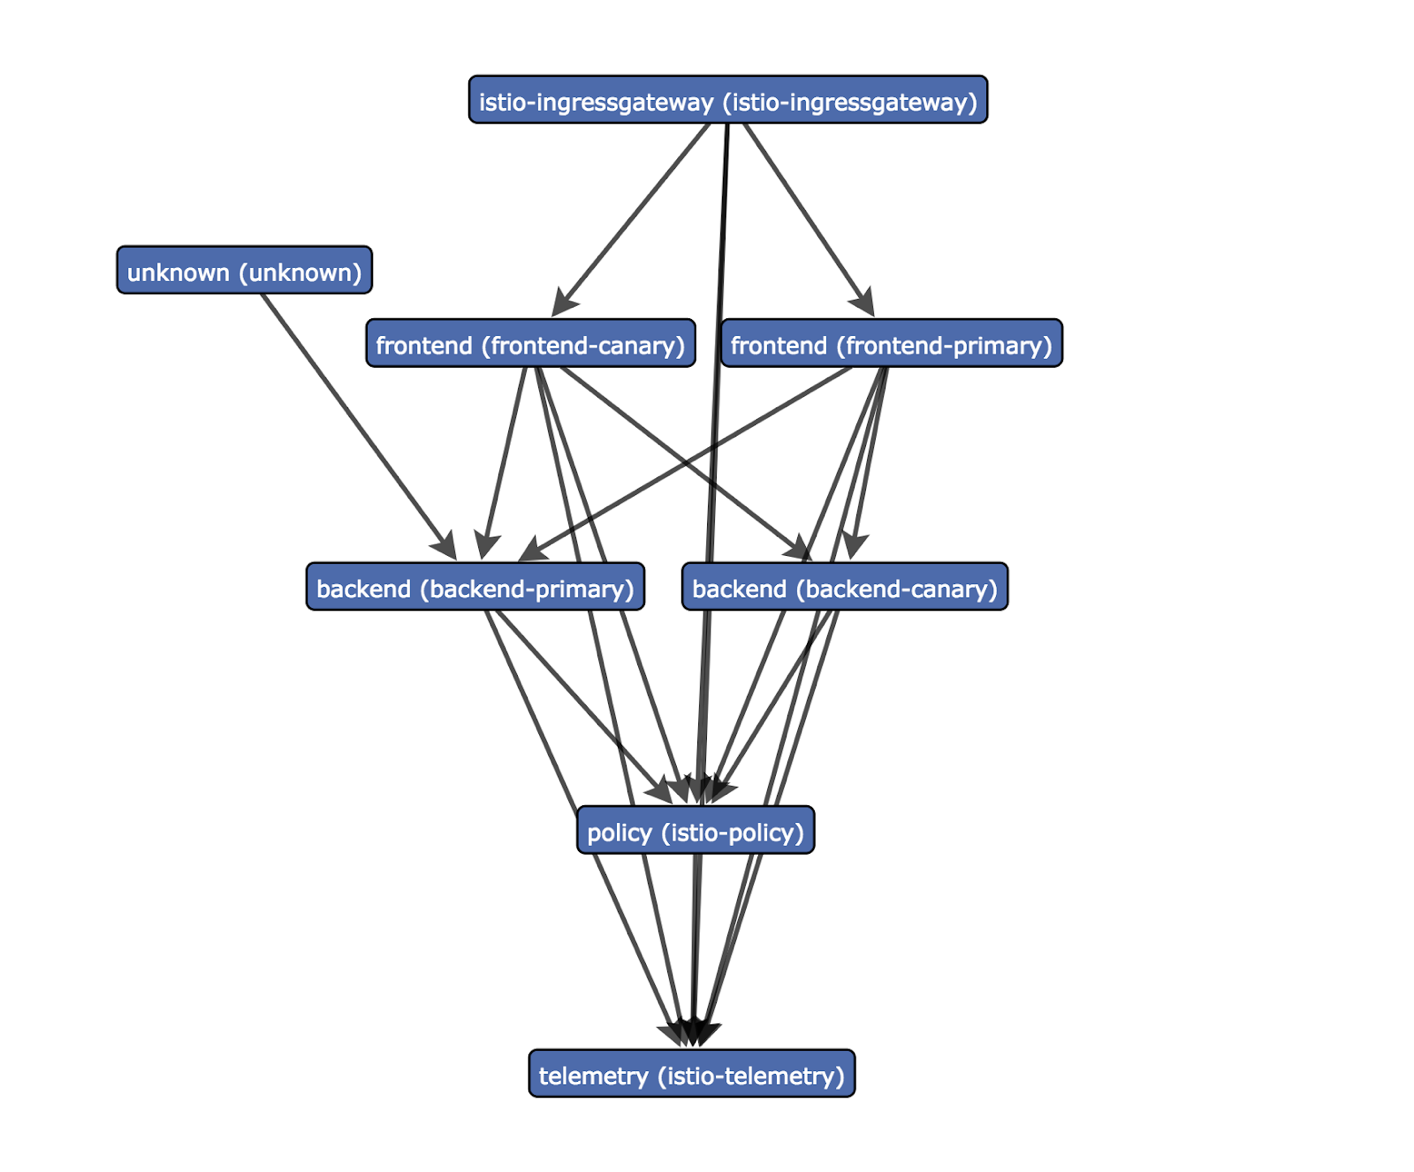 istio-ingressgateway (istio-ingressgateway)
unknown (unknown)
frontend (frontend-canary)
frontend (frontend-primary)
backend (backend-primary)
backend (backend-canary)
policy (istio-policy)
telemetry (istio-telemetry)